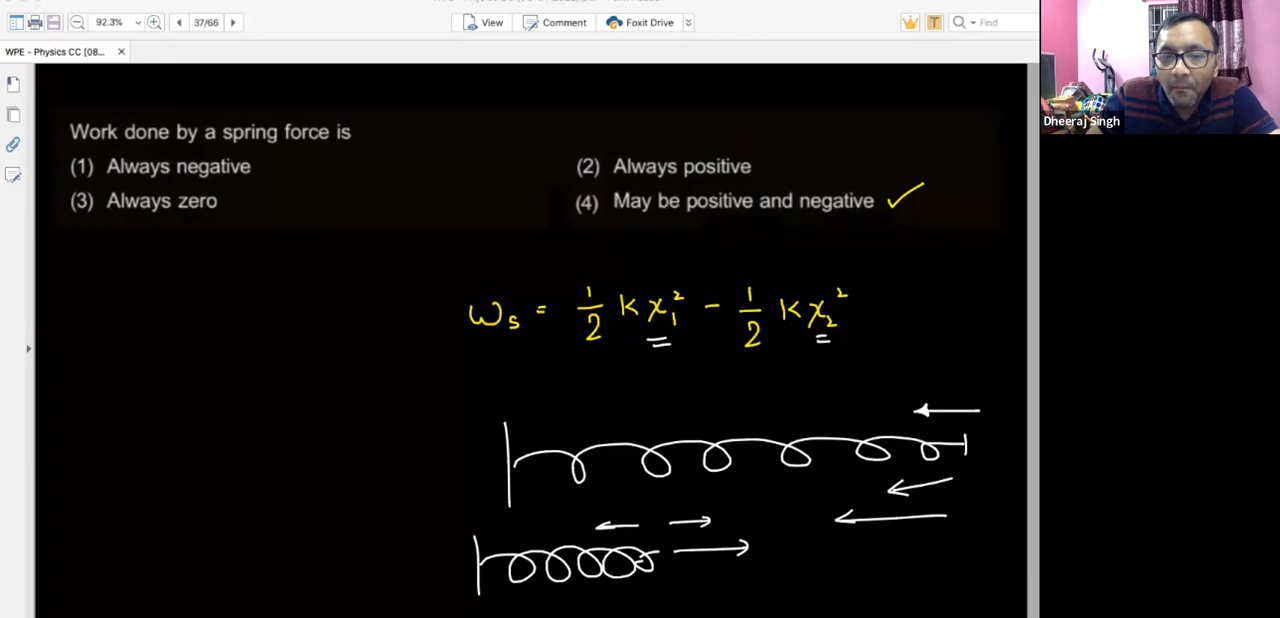 92.3%
37/66
View
Comment
Foxit Drive
T
Find
WPE - Physics CC [08...
Dheeraj Singh
Work done by a spring force is
(1) Always negative
(2) Always positive
(3) Always zero
(4) May be positive and negative ✓
Ws = 1/2 k x₁² - 1/2 k x₂²